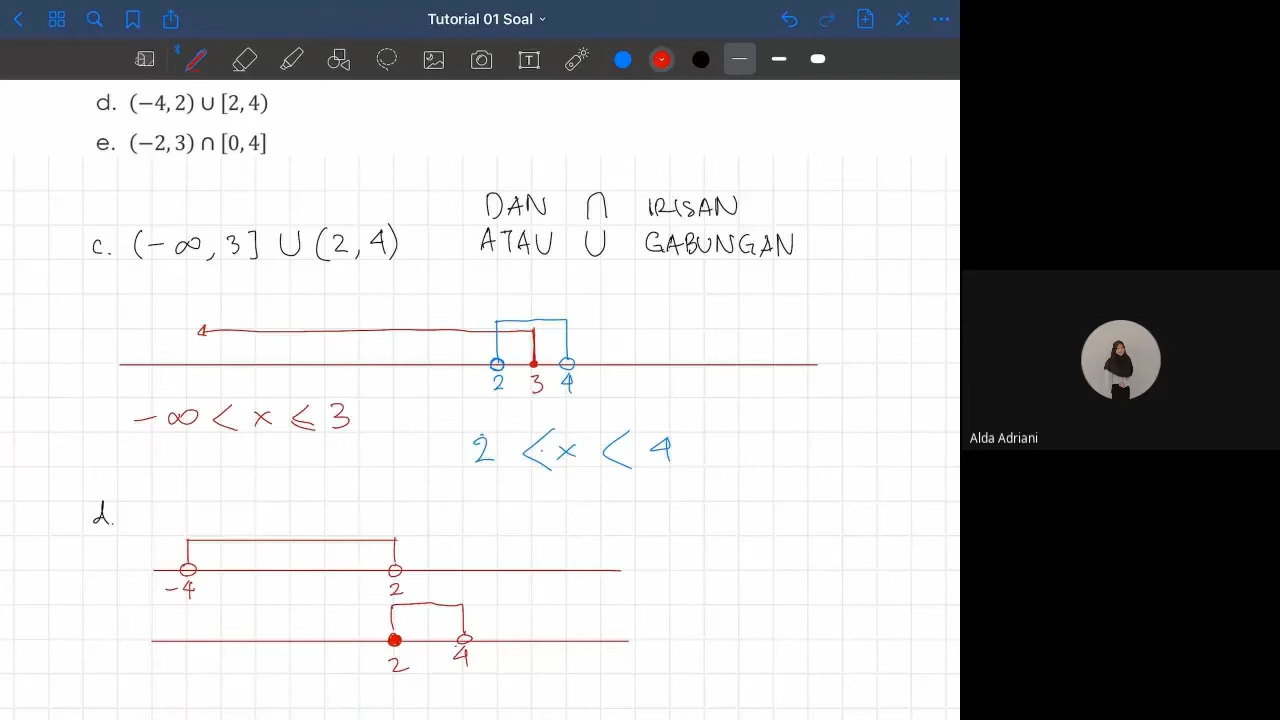 Tutorial 01 Soal
d. (−4, 2) ∪ [2, 4)
e. (−2, 3) ∩ [0, 4]
DAN ∩ IRISAN
c. (−∞, 3] ∪ (2, 4) ATAU ∪ GABUNGAN
2 3 4
−∞ < x ≤ 3
2 < x < 4
Alda Adriani
d.
−4 2
2 4